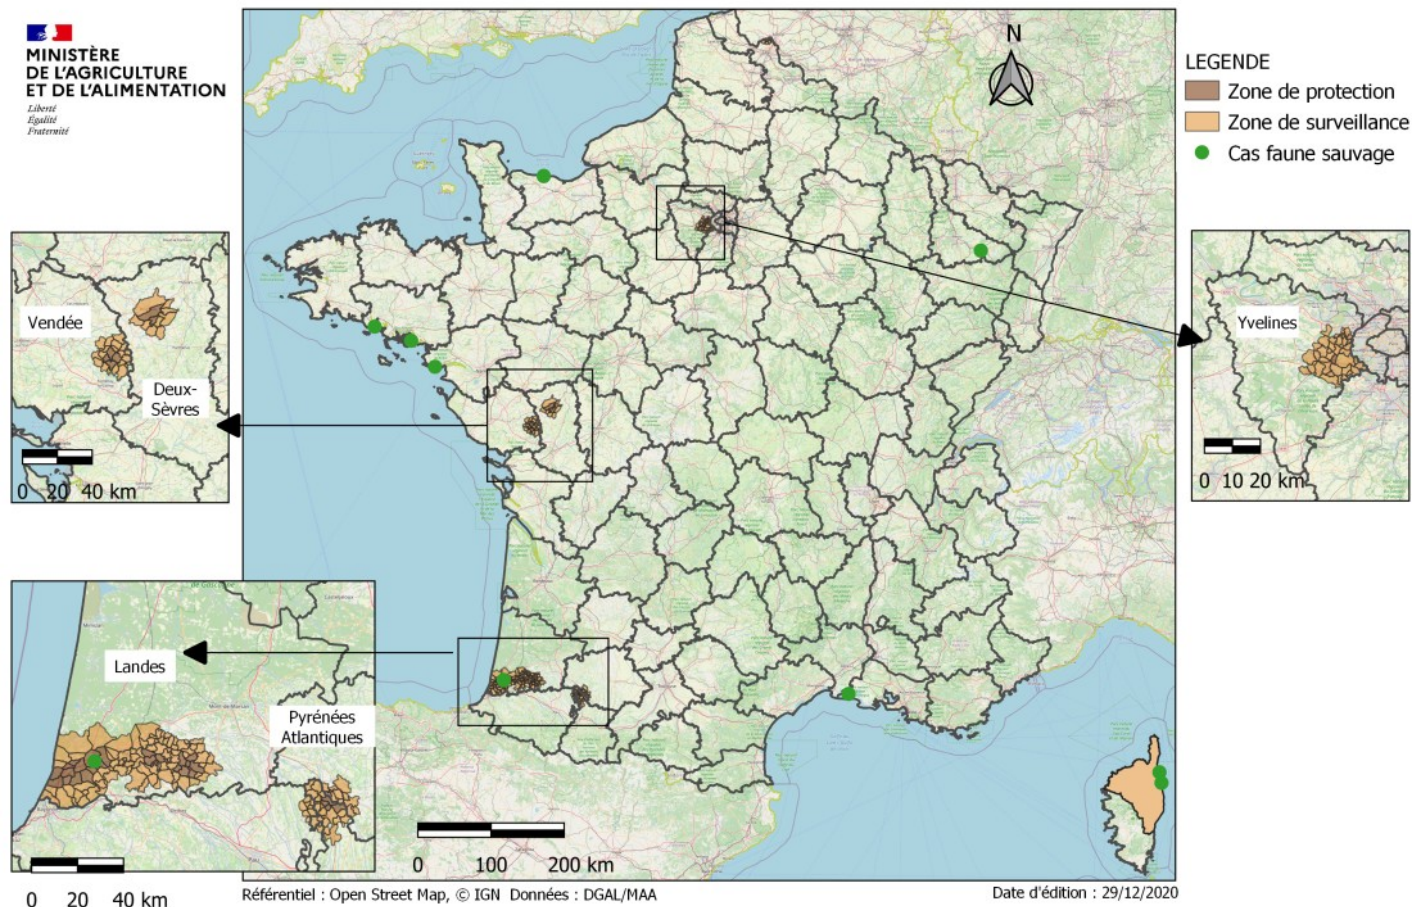 MINISTÈRE
DE L'AGRICULTURE
ET DE L'ALIMENTATION
Liberté
Égalité
Fraternité
N
LEGENDE
Zone de protection
Zone de surveillance
Cas faune sauvage
Vendée
Deux-
Sèvres
0 20 40 km
Yvelines
0 10 20 km
Landes
Pyrénées
Atlantiques
0 20 40 km
0 100 200 km
Référentiel : Open Street Map, © IGN Données : DGAL/MAA
Date d'édition : 29/12/2020